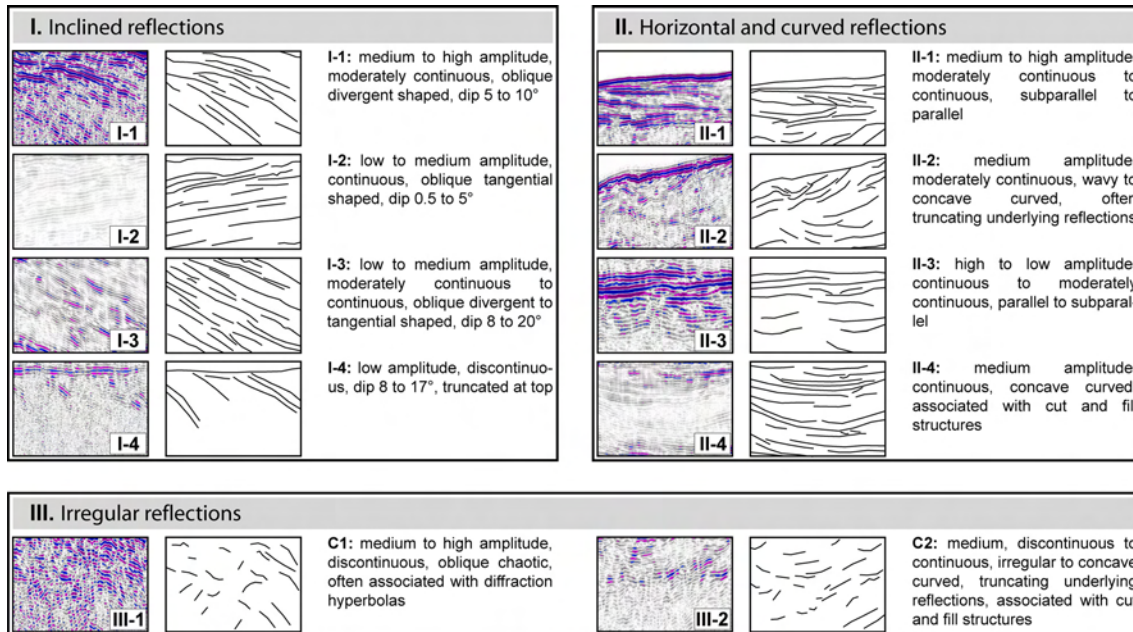 I. Inclined reflections
I-1
I-1: medium to high amplitude,
moderately continuous, oblique
divergent shaped, dip 5 to 10°
I-2
I-2: low to medium amplitude,
continuous, oblique tangential
shaped, dip 0.5 to 5°
I-3
I-3: low to medium amplitude,
moderately continuous to
continuous, oblique divergent to
tangential shaped, dip 8 to 20°
I-4
I-4: low amplitude, discontinuo-
us, dip 8 to 17°, truncated at top
II. Horizontal and curved reflections
II-1
II-1: medium to high amplitude
moderately continuous to
continuous, subparallel to
parallel
II-2
II-2: medium amplitude
moderately continuous, wavy to
concave curved, often
truncating underlying reflections
II-3
II-3: high to low amplitude
continuous to moderately
continuous, parallel to subparal-
lel
II-4
II-4: medium amplitude
continuous, concave curved
associated with cut and fil
structures
III. Irregular reflections
III-1
C1: medium to high amplitude,
discontinuous, oblique chaotic,
often associated with diffraction
hyperbolas
III-2
C2: medium, discontinuous to
continuous, irregular to concave
curved, truncating underlying
reflections, associated with cut
and fill structures